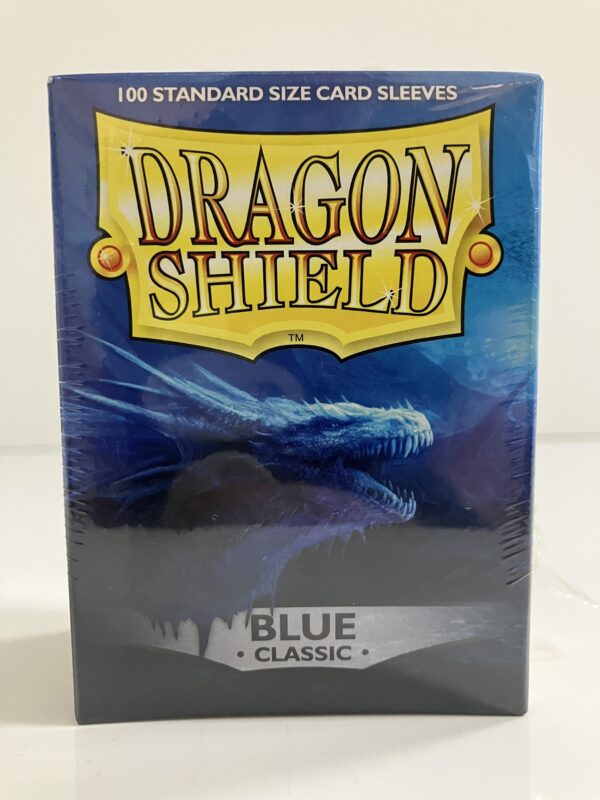 100 STANDARD SIZE CARD SLEEVES
DRAGON
SHIELD
TM
BLUE
• CLASSIC •